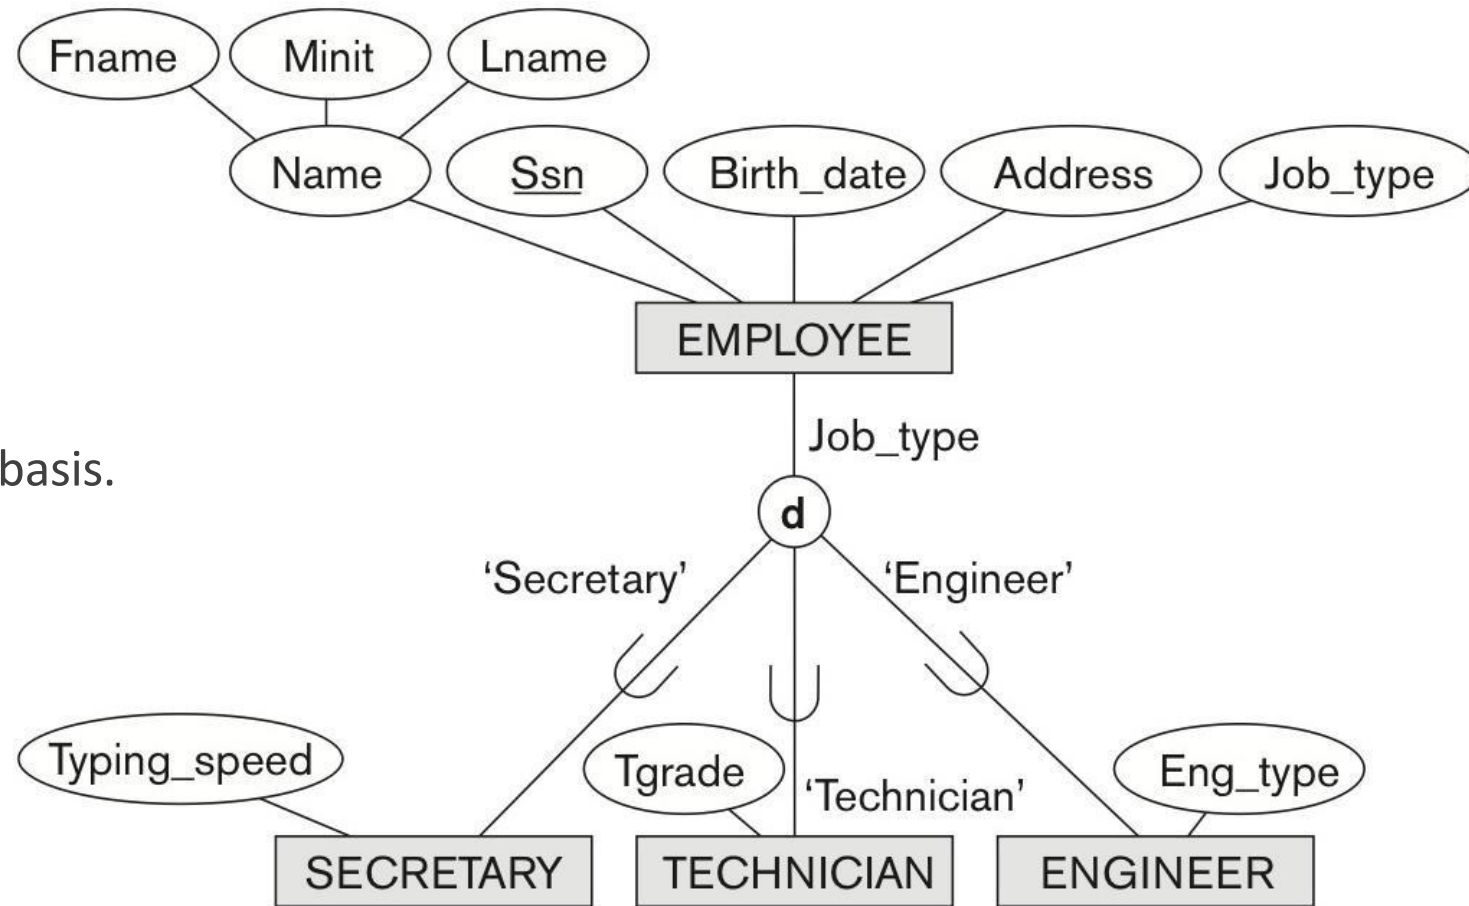 Fname Minit Lname
Name Ssn Birth_date Address Job_type
EMPLOYEE
Job_type
basis.
d
‘Secretary’ ‘Engineer’
Typing_speed Tgrade Eng_type
‘Technician’
SECRETARY TECHNICIAN ENGINEER